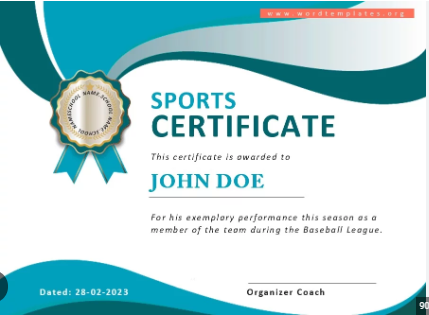 www.wordtemplates.org
SPORTS
CERTIFICATE
SCHOOL NAME SCHOOL NAME SCHOOL NAME
This certificate is awarded to
JOHN DOE
For his exemplary performance this season as a
member of the team during the Baseball League.
Dated: 28-02-2023
Organizer Coach
90